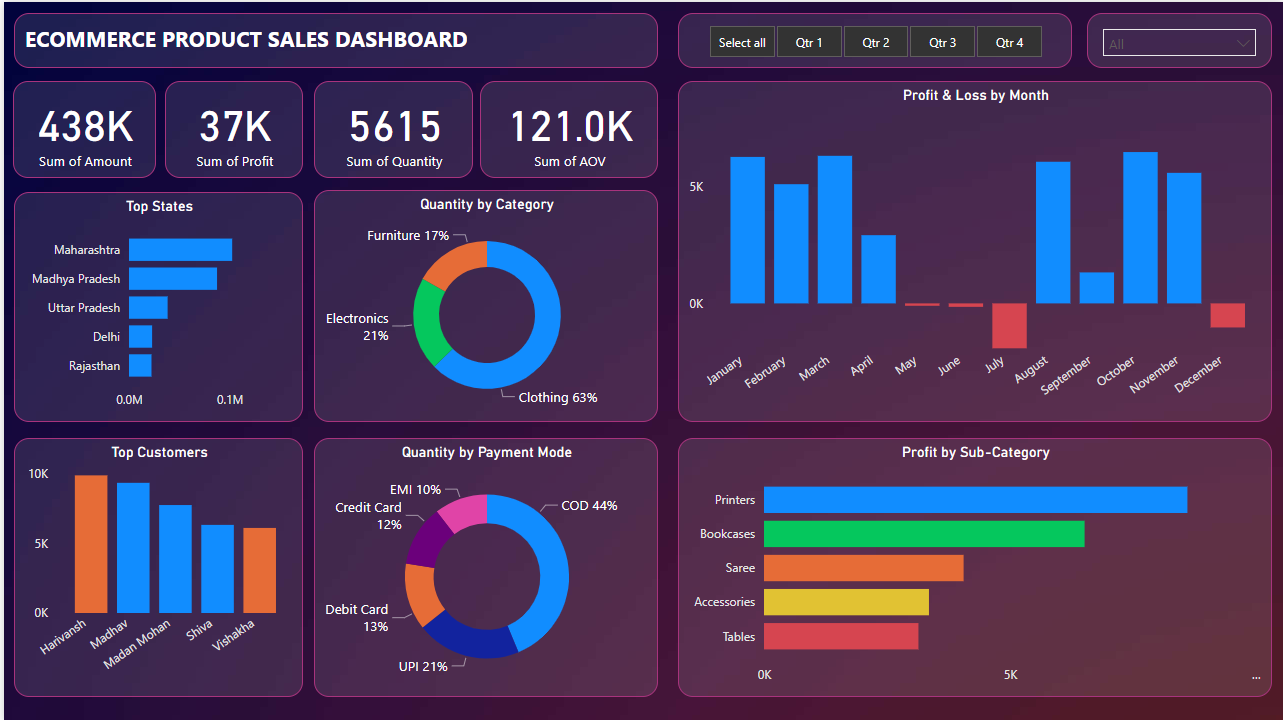 ECOMMERCE PRODUCT SALES DASHBOARD
Select all Qtr 1 Qtr 2 Qtr 3 Qtr 4
All
438K
Sum of Amount
37K
Sum of Profit
5615
Sum of Quantity
121.0K
Sum of AOV
Profit & Loss by Month
5K
0K
January February March April May June July August September October November December
Top States
Maharashtra
Madhya Pradesh
Uttar Pradesh
Delhi
Rajasthan
0.0M 0.1M
Quantity by Category
Furniture 17%
Electronics
21%
Clothing 63%
Top Customers
10K
5K
0K
Harivansh Madhav Madan Mohan Shiva Vishakha
Quantity by Payment Mode
EMI 10%
Credit Card
12%
COD 44%
Debit Card
13%
UPI 21%
Profit by Sub-Category
Printers
Bookcases
Saree
Accessories
Tables
0K 5K ...